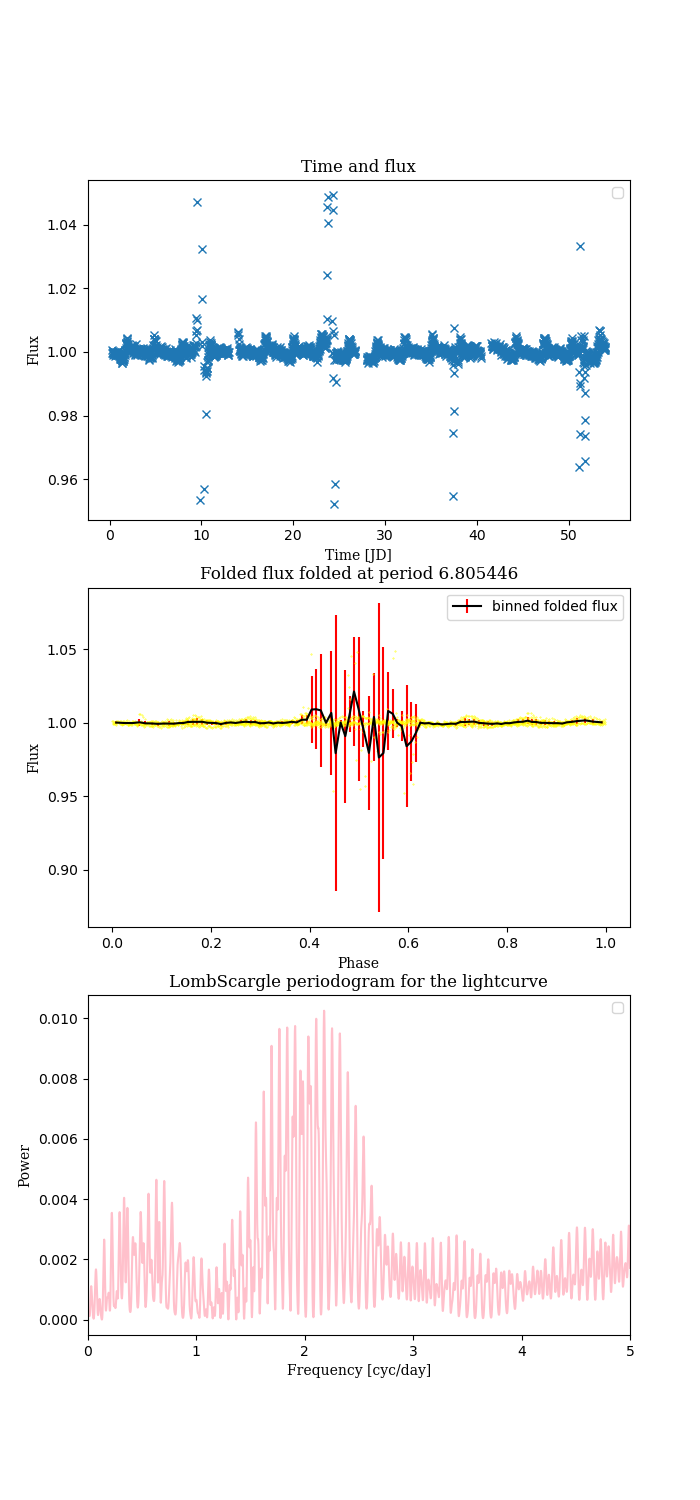 Time and flux
1.04
1.02
1.00
0.98
0.96
Flux
0 10 20 30 40 50
Time [JD]
Folded flux folded at period 6.805446
binned folded flux
1.05
1.00
0.95
0.90
Flux
0.0 0.2 0.4 0.6 0.8 1.0
Phase
LombScargle periodogram for the lightcurve
0.010
0.008
0.006
0.004
0.002
0.000
Power
0 1 2 3 4 5
Frequency [cyc/day]